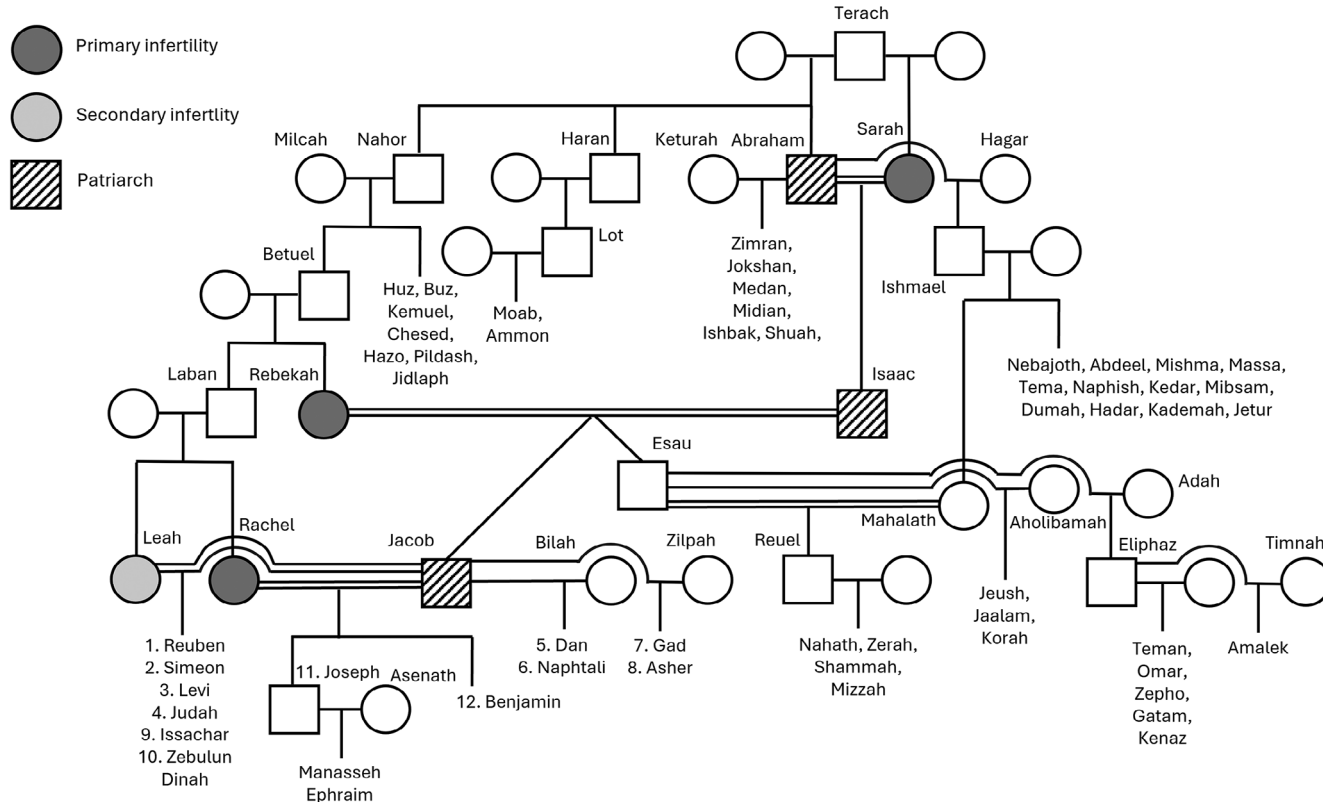 Terach
Primary infertility
Secondary infertlity
Patriarch
Milcah
Nahor
Haran
Keturah
Abraham
Sarah
Hagar
Betuel
Lot
Ishmael
Huz, Buz,
Kemuel,
Chesed,
Hazo, Pildash,
Jidlaph
Moab,
Ammon
Zimran,
Jokshan,
Medan,
Midian,
Ishbak, Shuah,
Nebajoth, Abdeel, Mishma, Massa,
Tema, Naphish, Kedar, Mibsam,
Dumah, Hadar, Kademah, Jetur
Laban
Rebekah
Isaac
Esau
Mahalath
Aholibamah
Adah
Leah
Rachel
Jacob
Bilah
Zilpah
Reuel
Eliphaz
Timnah
1. Reuben
2. Simeon
3. Levi
4. Judah
9. Issachar
10. Zebulun
Dinah
11. Joseph
Asenath
12. Benjamin
Manasseh
Ephraim
5. Dan
6. Naphtali
7. Gad
8. Asher
Nahath, Zerah,
Shammah,
Mizzah
Jeush,
Jaalam,
Korah
Teman,
Omar,
Zepho,
Gatam,
Kenaz
Amalek